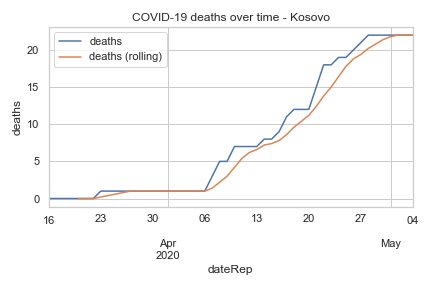 COVID-19 deaths over time - Kosovo
deaths
deaths (rolling)
deaths
20
15
10
5
0
16 23 30 06 13 20 27 04
Apr May
2020
dateRep